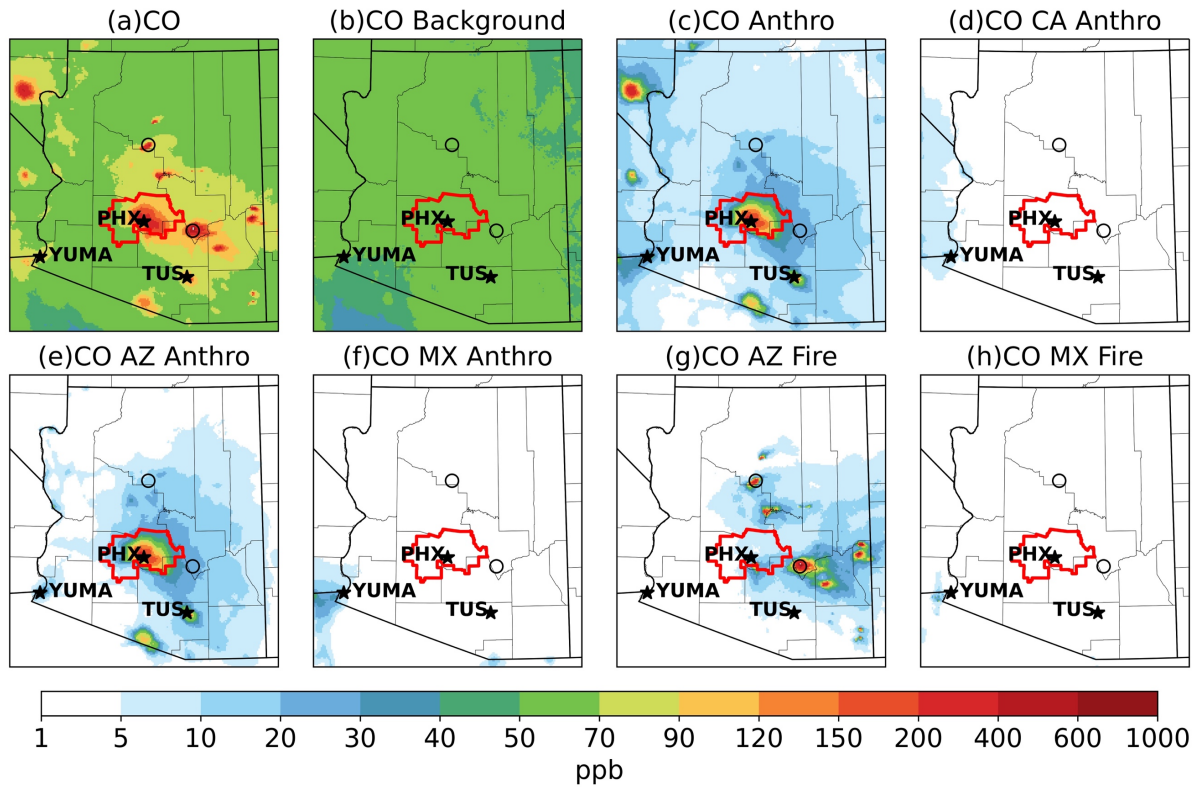 (a)CO
(b)CO Background
(c)CO Anthro
(d)CO CA Anthro
PHX
YUMA
TUS
PHX
YUMA
TUS
PHX
YUMA
TUS
PHX
YUMA
TUS
(e)CO AZ Anthro
(f)CO MX Anthro
(g)CO AZ Fire
(h)CO MX Fire
PHX
YUMA
TUS
PHX
YUMA
TUS
PHX
YUMA
TUS
PHX
YUMA
TUS
1 5 10 20 30 40 50 70 90 120 150 200 400 600 1000
ppb